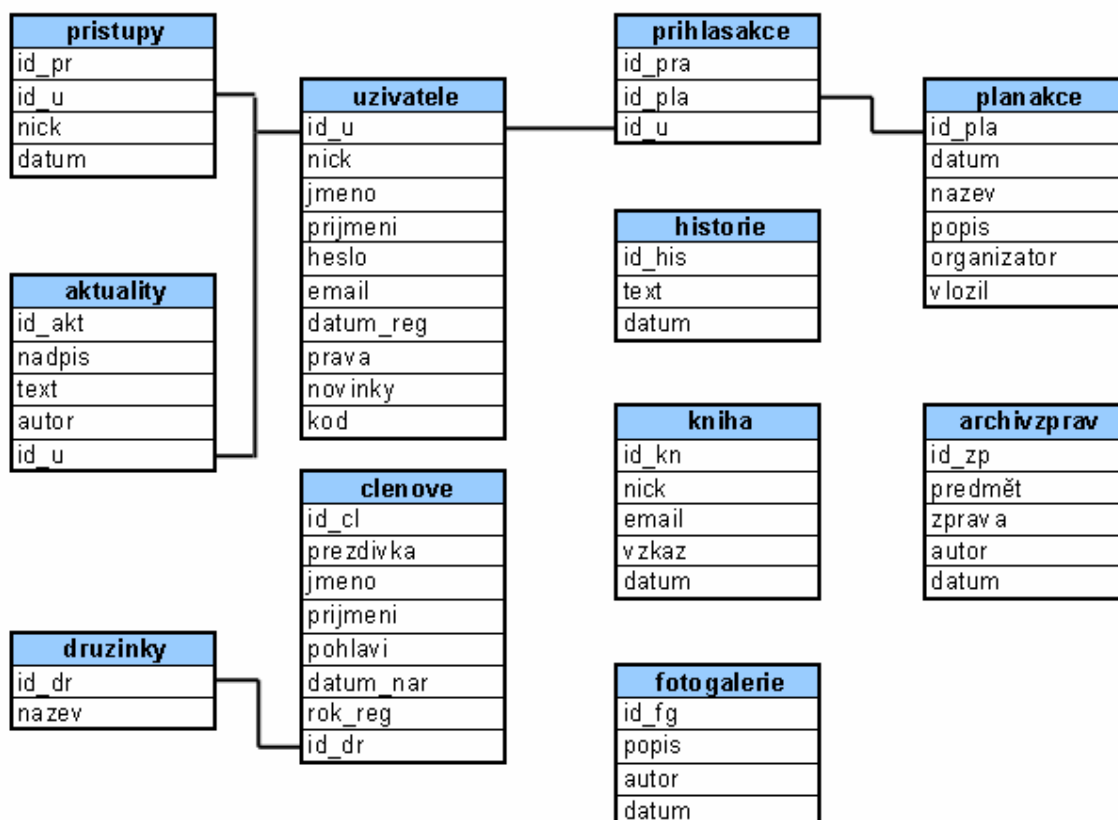 pristupy
id_pr
id_u
nick
datum
aktuality
id_akt
nadpis
text
autor
id_u
druzinky
id_dr
nazev
uzivatele
id_u
nick
jmeno
prijmeni
heslo
email
datum_reg
prava
novinky
kod
clenove
id_cl
prezdivka
jmeno
prijmeni
pohlavi
datum_nar
rok_reg
id_dr
prihlasakce
id_pra
id_pla
id_u
historie
id_his
text
datum
kniha
id_kn
nick
email
vzkaz
datum
fotogalerie
id_fg
popis
autor
datum
planakce
id_pla
datum
nazev
popis
organizator
vlozil
archivzprav
id_zp
predmět
zprava
autor
datum